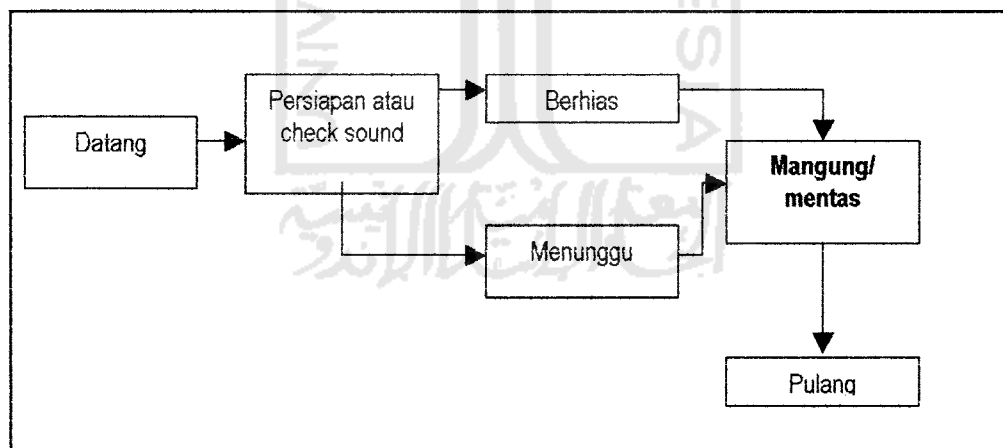 Datang
Persiapan atau
check sound
Berhias
Menunggu
Mangung/
mentas
Pulang